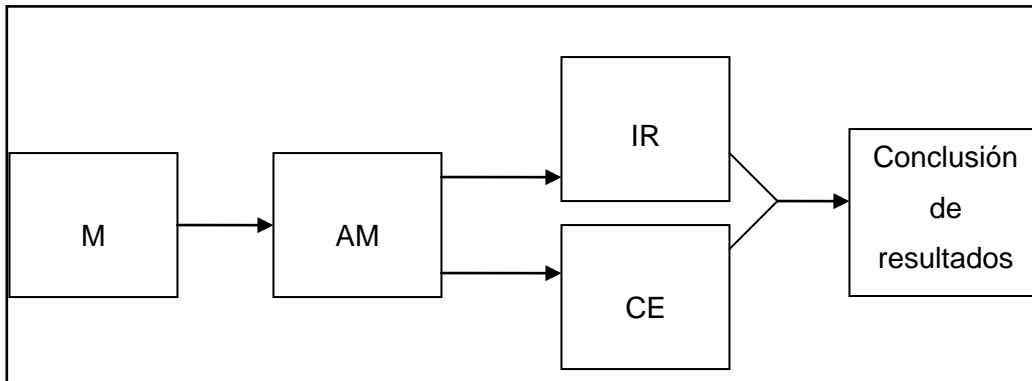 M
AM
IR
CE
Conclusión
de
resultados